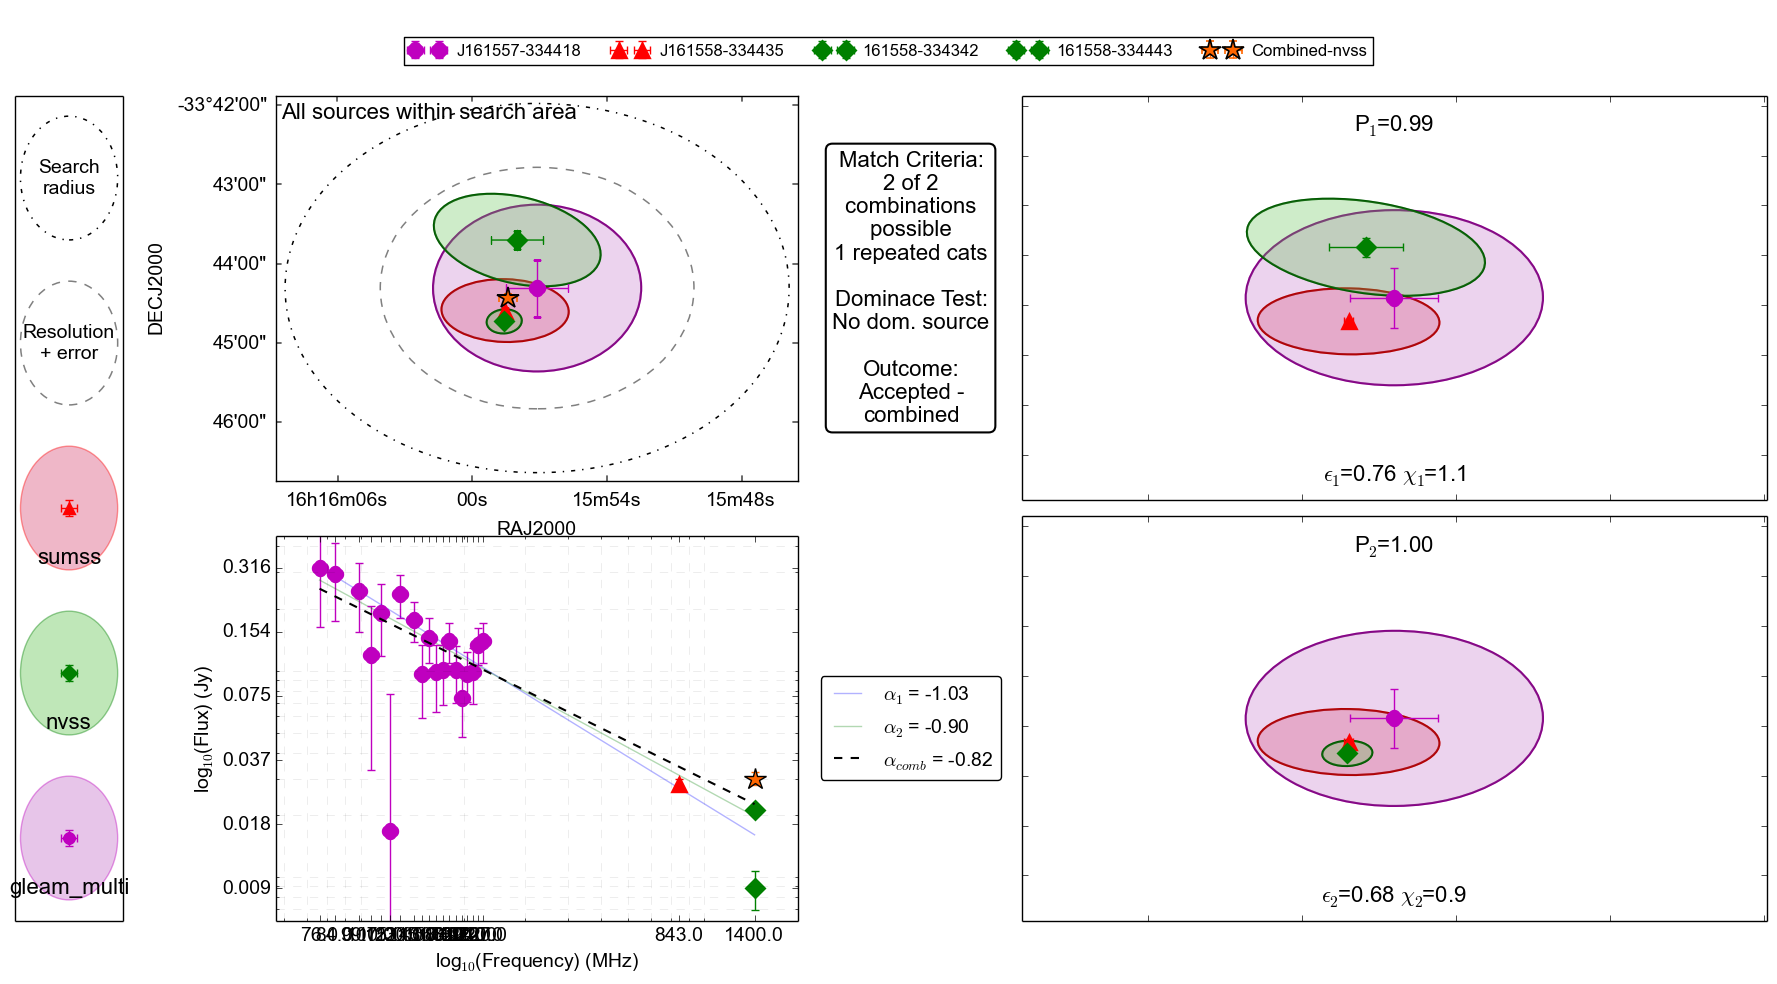 J161557-334418 J161558-334435 161558-334342 161558-334443 Combined-nvss
Search
radius
Resolution
+ error
sumss
nvss
gleam_multi
All sources within search area
-33°42'00"
43'00"
44'00"
45'00"
46'00"
DECJ2000
16h16m06s 00s 15m54s 15m48s
RAJ2000
Match Criteria:
2 of 2
combinations
possible
1 repeated cats
Dominace Test:
No dom. source
Outcome:
Accepted -
combined
P₁=0.99
ϵ₁=0.76 χ₁=1.1
P₂=1.00
ϵ₂=0.68 χ₂=0.9
0.316
0.154
0.075
0.037
0.018
0.009
log₁₀(Flux) (Jy)
843.0 1400.0
log₁₀(Frequency) (MHz)
α₁ = -1.03
α₂ = -0.90
α_comb = -0.82